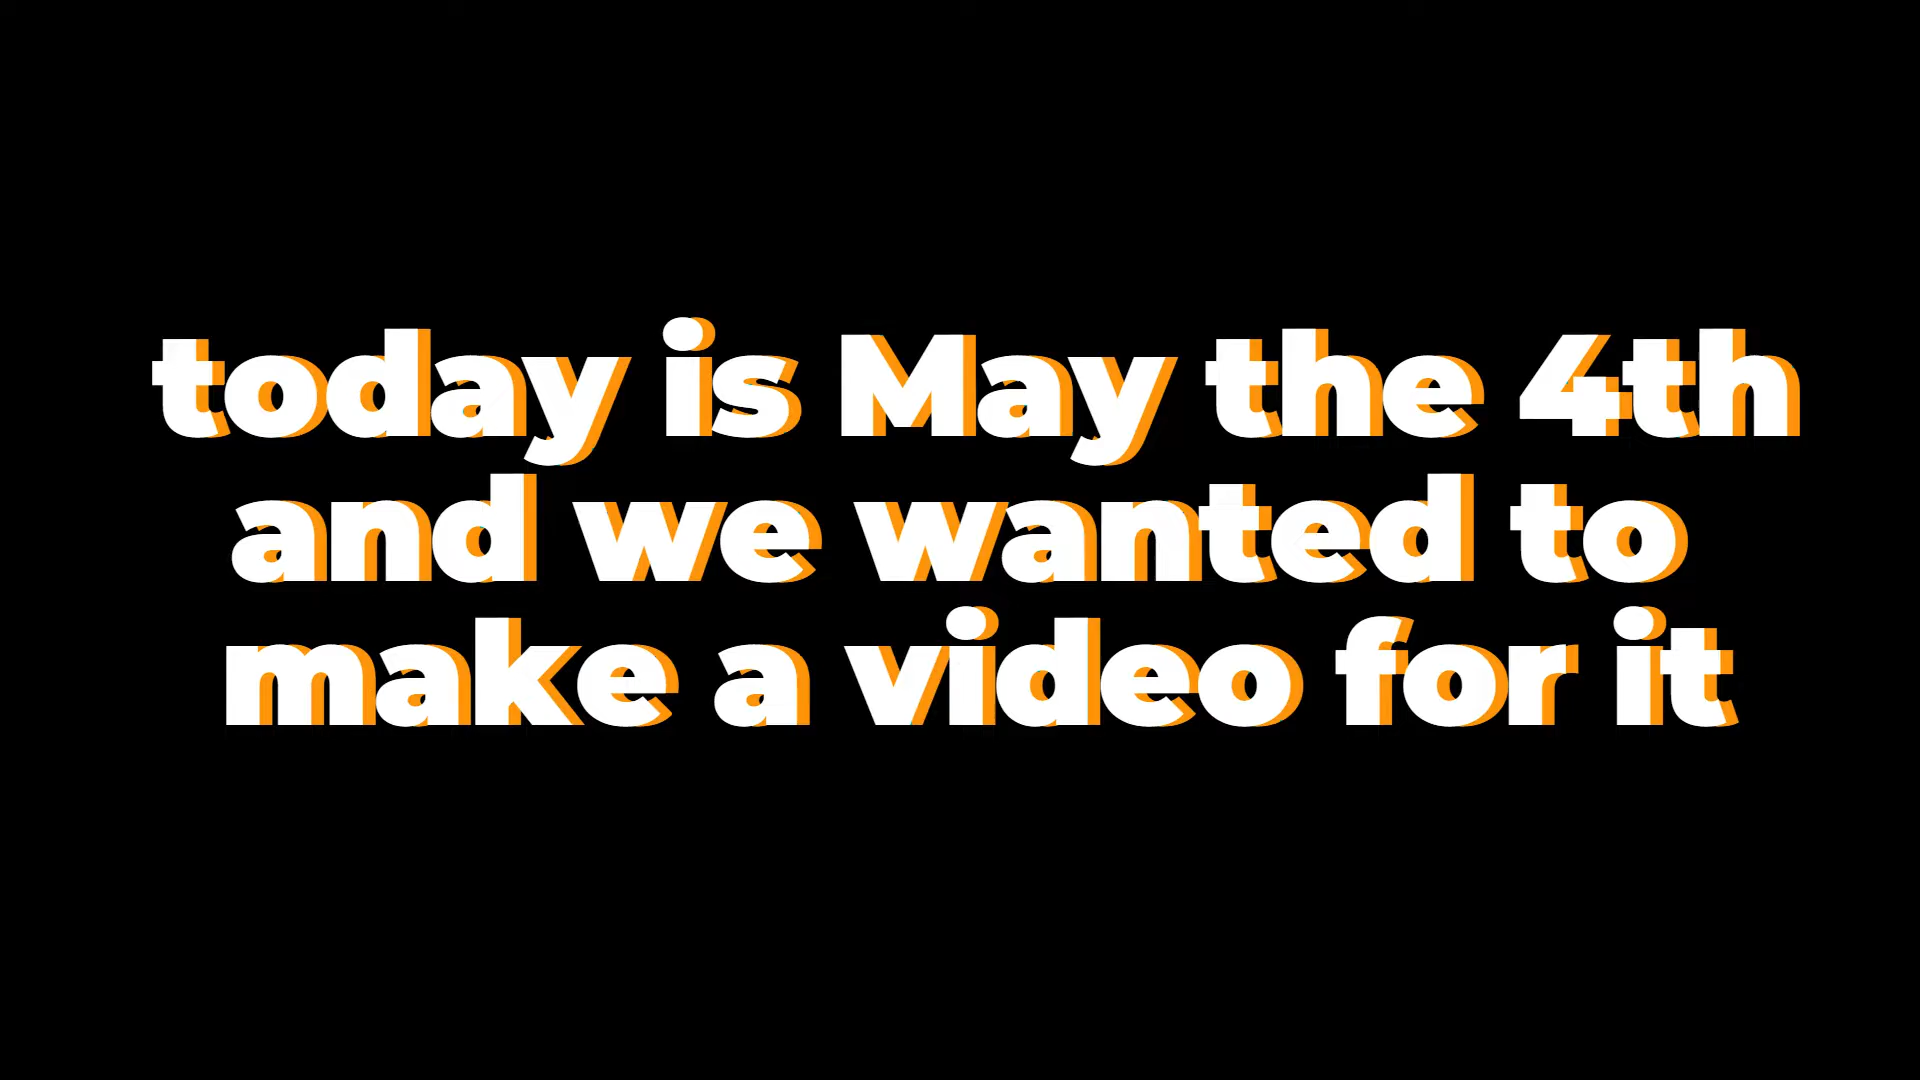 today is May the 4th
and we wanted to
make a video for it